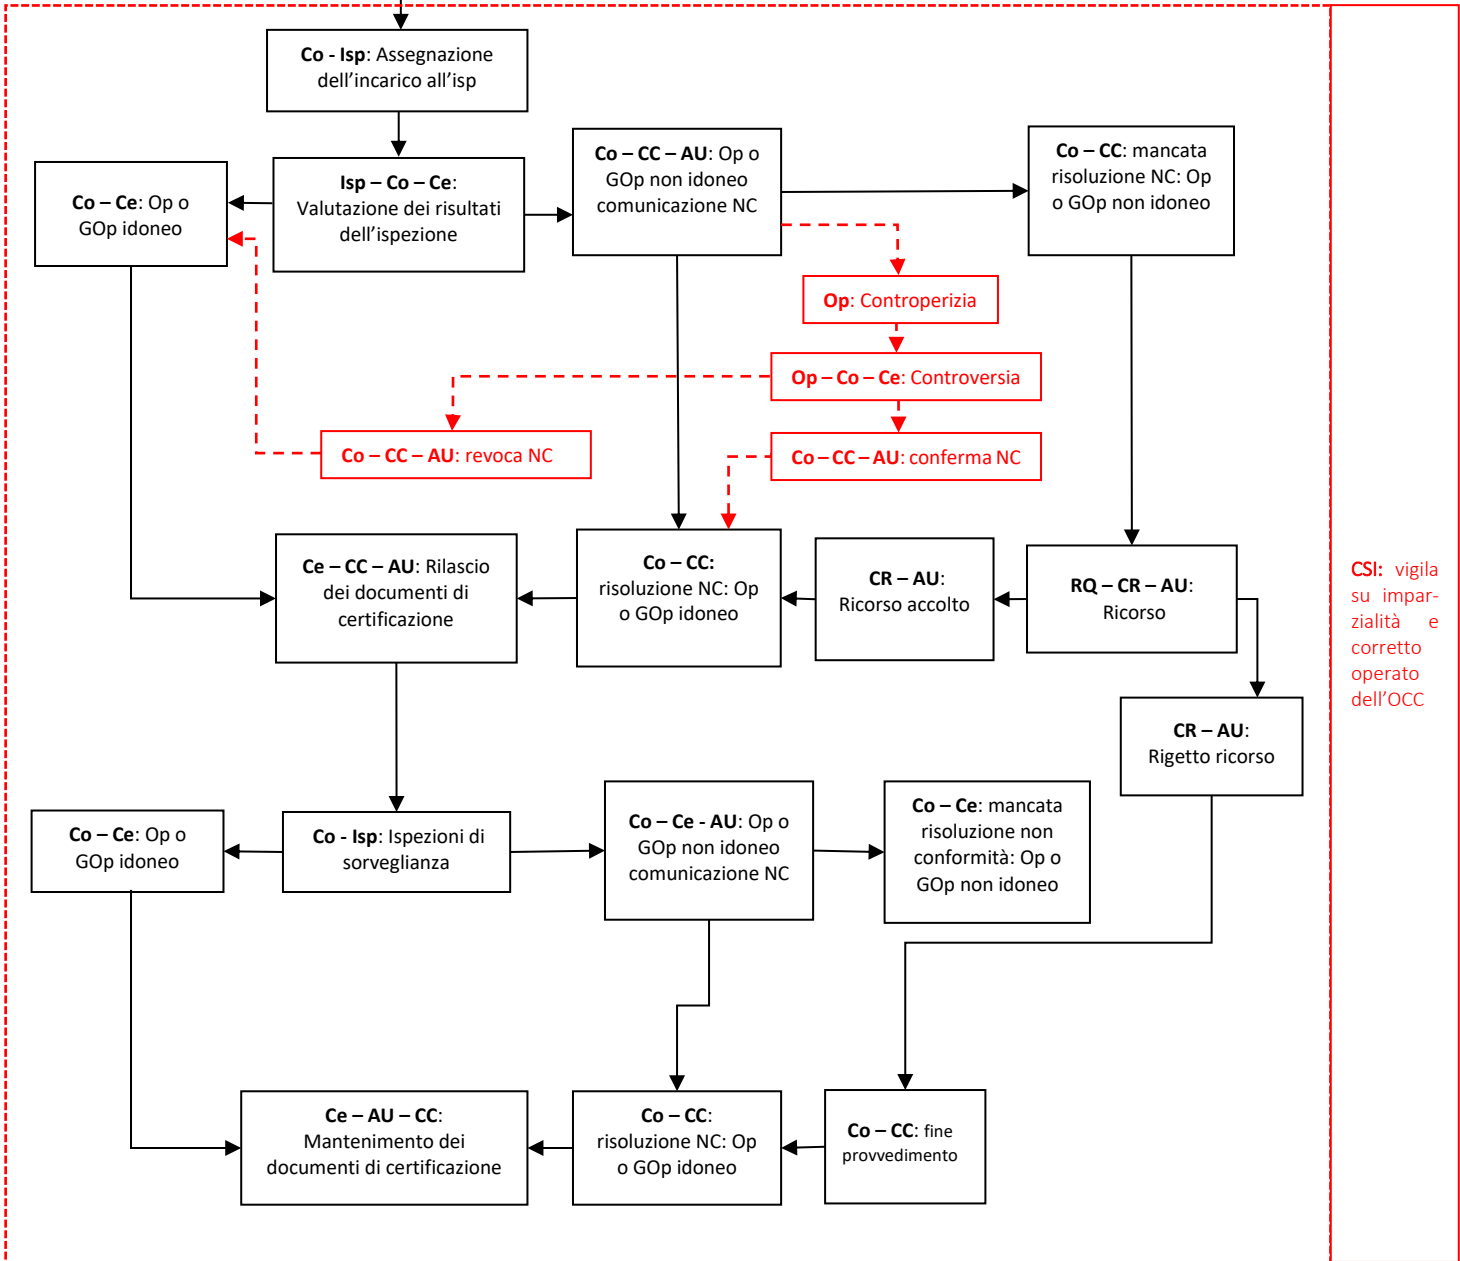 Co - Isp: Assegnazione
dell'incarico all'isp
Co – Ce: Op o
GOp idoneo
Isp – Co – Ce:
Valutazione dei risultati
dell'ispezione
Co – CC – AU: Op o
GOp non idoneo
comunicazione NC
Co – CC: mancata
risoluzione NC: Op
o GOp non idoneo
Op: Controperizia
Op – Co – Ce: Controversia
Co – CC – AU: revoca NC
Co – CC – AU: conferma NC
Ce – CC – AU: Rilascio
dei documenti di
certificazione
Co – CC:
risoluzione NC: Op
o GOp idoneo
CR – AU:
Ricorso accolto
RQ – CR – AU:
Ricorso
CSI: vigila
su impar-
zialità e
corretto
operato
dell'OCC
CR – AU:
Rigetto ricorso
Co – Ce: Op o
GOp idoneo
Co - Isp: Ispezioni di
sorveglianza
Co – Ce - AU: Op o
GOp non idoneo
comunicazione NC
Co – Ce: mancata
risoluzione non
conformità: Op o
GOp non idoneo
Ce – AU – CC:
Mantenimento dei
documenti di certificazione
Co – CC:
risoluzione NC: Op
o GOp idoneo
Co – CC: fine
provvedimento